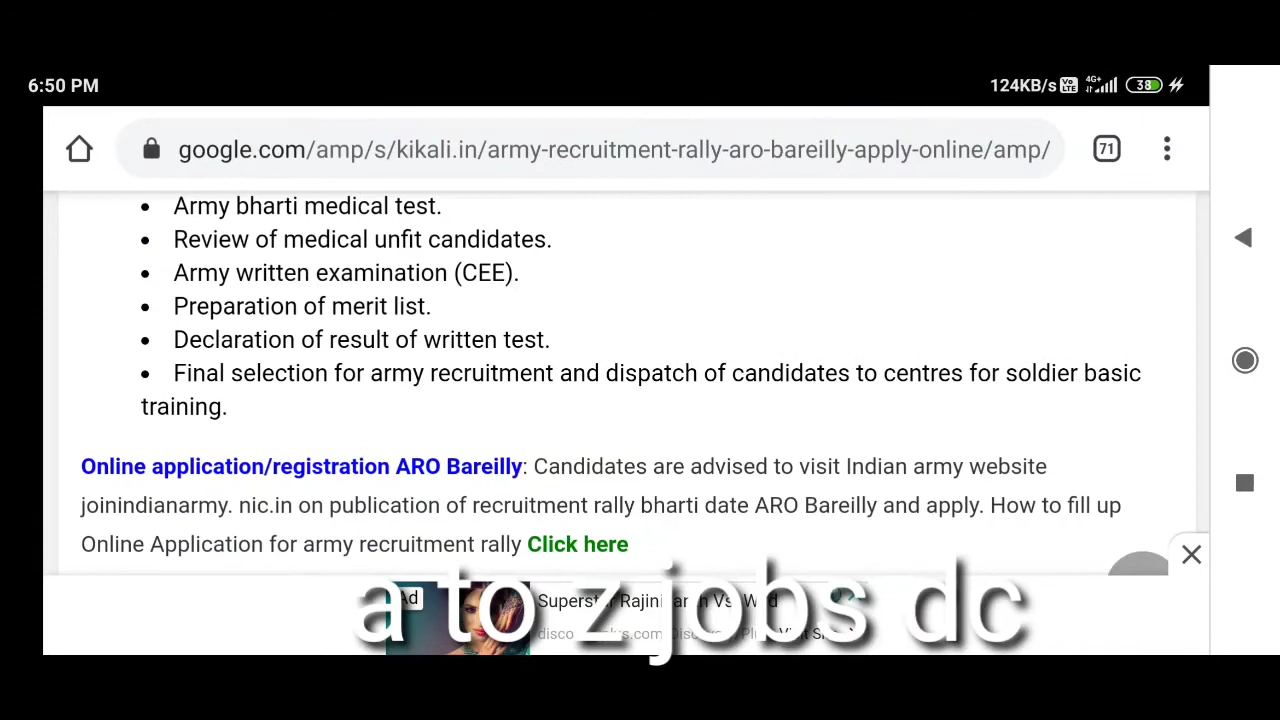 6:50 PM
124KB/s Vo LTE 4G+ 38
google.com/amp/s/kikali.in/army-recruitment-rally-aro-bareilly-apply-online/amp/
71
• Army bharti medical test.
• Review of medical unfit candidates.
• Army written examination (CEE).
• Preparation of merit list.
• Declaration of result of written test.
• Final selection for army recruitment and dispatch of candidates to centres for soldier basic
training.
Online application/registration ARO Bareilly: Candidates are advised to visit Indian army website
joinindianarmy. nic.in on publication of recruitment rally bharti date ARO Bareilly and apply. How to fill up
Online Application for army recruitment rally Click here
Ad
a to z jobs dc